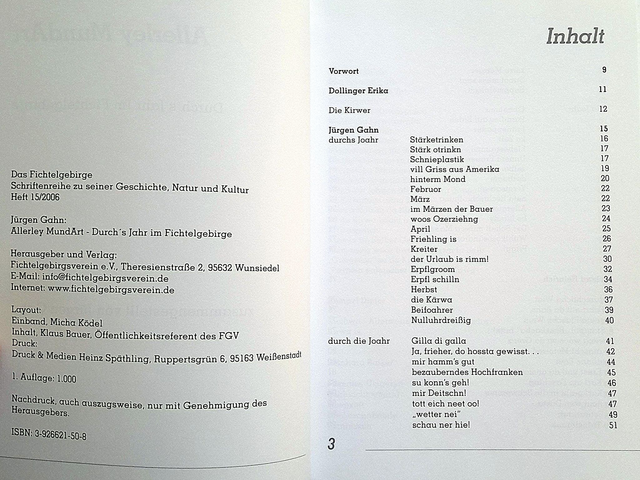 Das Fichtelgebirge
Schriftenreihe zu seiner Geschichte, Natur und Kultur
Heft 15/2006
Jürgen Gahn:
Allerley MundArt - Durch´s Jahr im Fichtelgebirge
Herausgeber und Verlag:
Fichtelgebirgsverein e.V., Theresienstraße 2, 95632 Wunsiedel
E-Mail: info@fichtelgebirgsverein.de
Internet: www.fichtelgebirgsverein.de
Layout:
Einband, Micha Ködel
Inhalt, Klaus Bauer, Öffentlichkeitsreferent des FGV
Druck:
Druck & Medien Heinz Späthling, Ruppertsgrün 6, 95163 Weißenstadt
1. Auflage: 1.000
Nachdruck, auch auszugsweise, nur mit Genehmigung des
Herausgebers.
ISBN: 3-926621-50-8
Inhalt
Vorwort 9
Dollinger Erika 11
Die Kirwer 12
Jürgen Gahn 15
durchs Joahr Stärketrinken 16
Stärk otrinkn 17
Schnieplastik 17
vill Griss aus Amerika 19
hinterm Mond 20
Februor 22
März 22
im Märzen der Bauer 23
woos Ozerziehng 24
April 25
Friehling is 26
Kreiter 27
der Urlaub is rimm! 30
Erpflgroom 32
Erpfl schilln 34
Herbst 36
die Kärwa 37
Beifoahrer 39
Nulluhrdreißig 40
durch die Joahr Gilla di galla 41
Ja, frieher, do hossta gewisst. . . 42
mir hamm's gut 44
bezauberndes Hochfranken 45
su konn's geh! 46
mir Deitschn! 47
tott eich neet oo! 47
„wetter nei" 49
schau ner hie! 51
3